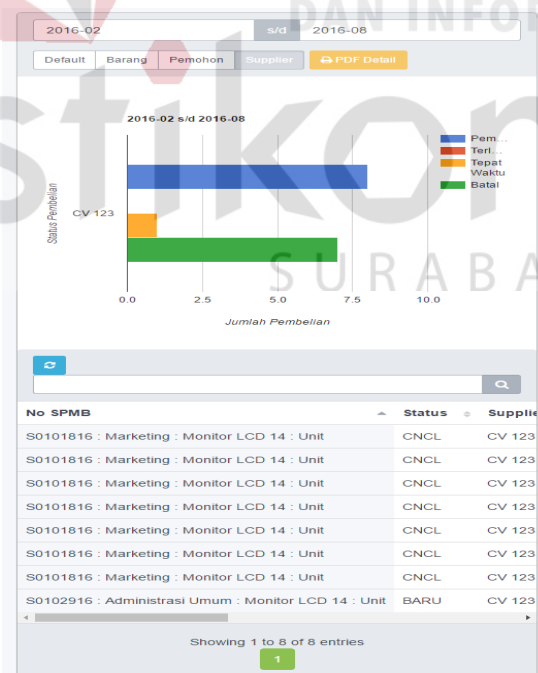 DAN INFO
2016-02 s/d 2016-08
Default Barang Pemohon Supplier PDF Detail
stikom
2016-02 s/d 2016-08
Pem...
Terl...
Tepat
Waktu
Batal
Status Pembelian
CV 123
SURABA
0.0 2.5 5.0 7.5 10.0
Jumlah Pembelian
No SPMB Status Supplie
S0101816 : Marketing : Monitor LCD 14 : Unit CNCL CV 123
S0101816 : Marketing : Monitor LCD 14 : Unit CNCL CV 123
S0101816 : Marketing : Monitor LCD 14 : Unit CNCL CV 123
S0101816 : Marketing : Monitor LCD 14 : Unit CNCL CV 123
S0101816 : Marketing : Monitor LCD 14 : Unit CNCL CV 123
S0101816 : Marketing : Monitor LCD 14 : Unit CNCL CV 123
S0101816 : Marketing : Monitor LCD 14 : Unit CNCL CV 123
S0102916 : Administrasi Umum : Monitor LCD 14 : Unit BARU CV 123
Showing 1 to 8 of 8 entries
1